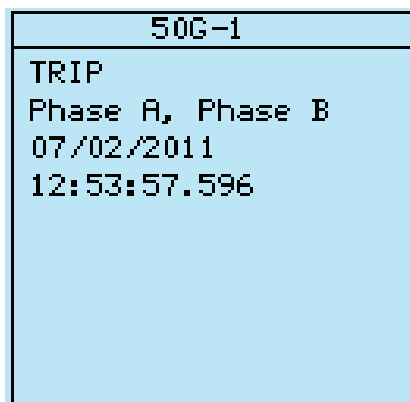 50G-1
TRIP
Phase A, Phase B
07/02/2011
12:53:57.596